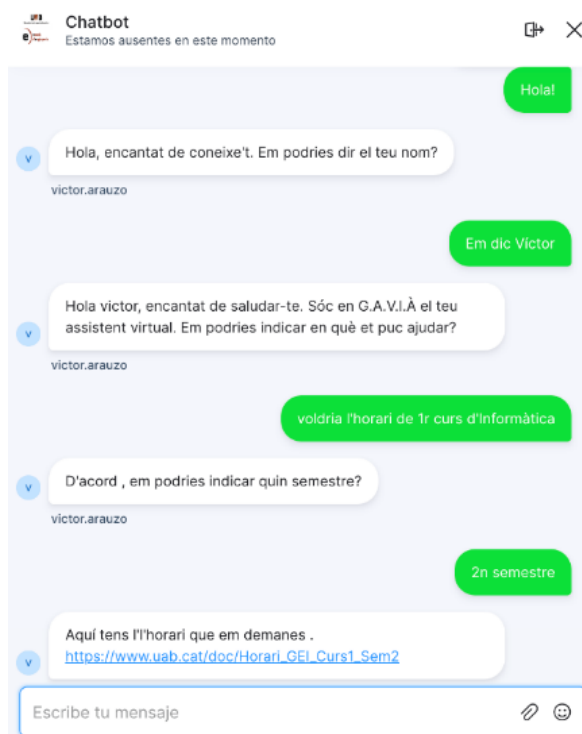 UAB
Chatbot
Estamos ausentes en este momento
Hola!
Hola, encantat de coneixe't. Em podries dir el teu nom?
v
victor.arauzo
Em dic Víctor
Hola victor, encantat de saludar-te. Sóc en G.A.V.I.À el teu
assistent virtual. Em podries indicar en què et puc ajudar?
v
victor.arauzo
voldria l'horari de 1r curs d'Informàtica
D'acord , em podries indicar quin semestre?
v
victor.arauzo
2n semestre
Aquí tens l'l'horari que em demanes .
https://www.uab.cat/doc/Horari_GEI_Curs1_Sem2
v
Escribe tu mensaje